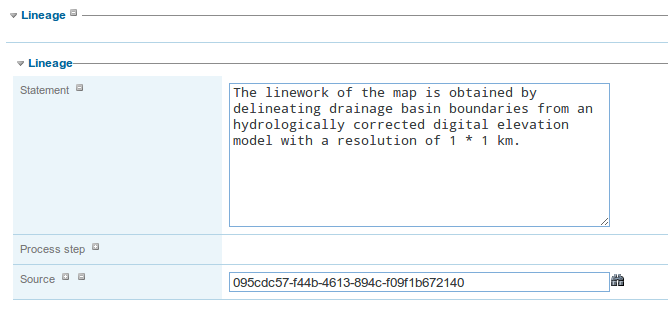 Lineage
Lineage
Statement
The linework of the map is obtained by
delineating drainage basin boundaries from an
hydrologically corrected digital elevation
model with a resolution of 1 * 1 km.
Process step
Source
095cdc57-f44b-4613-894c-f09f1b672140